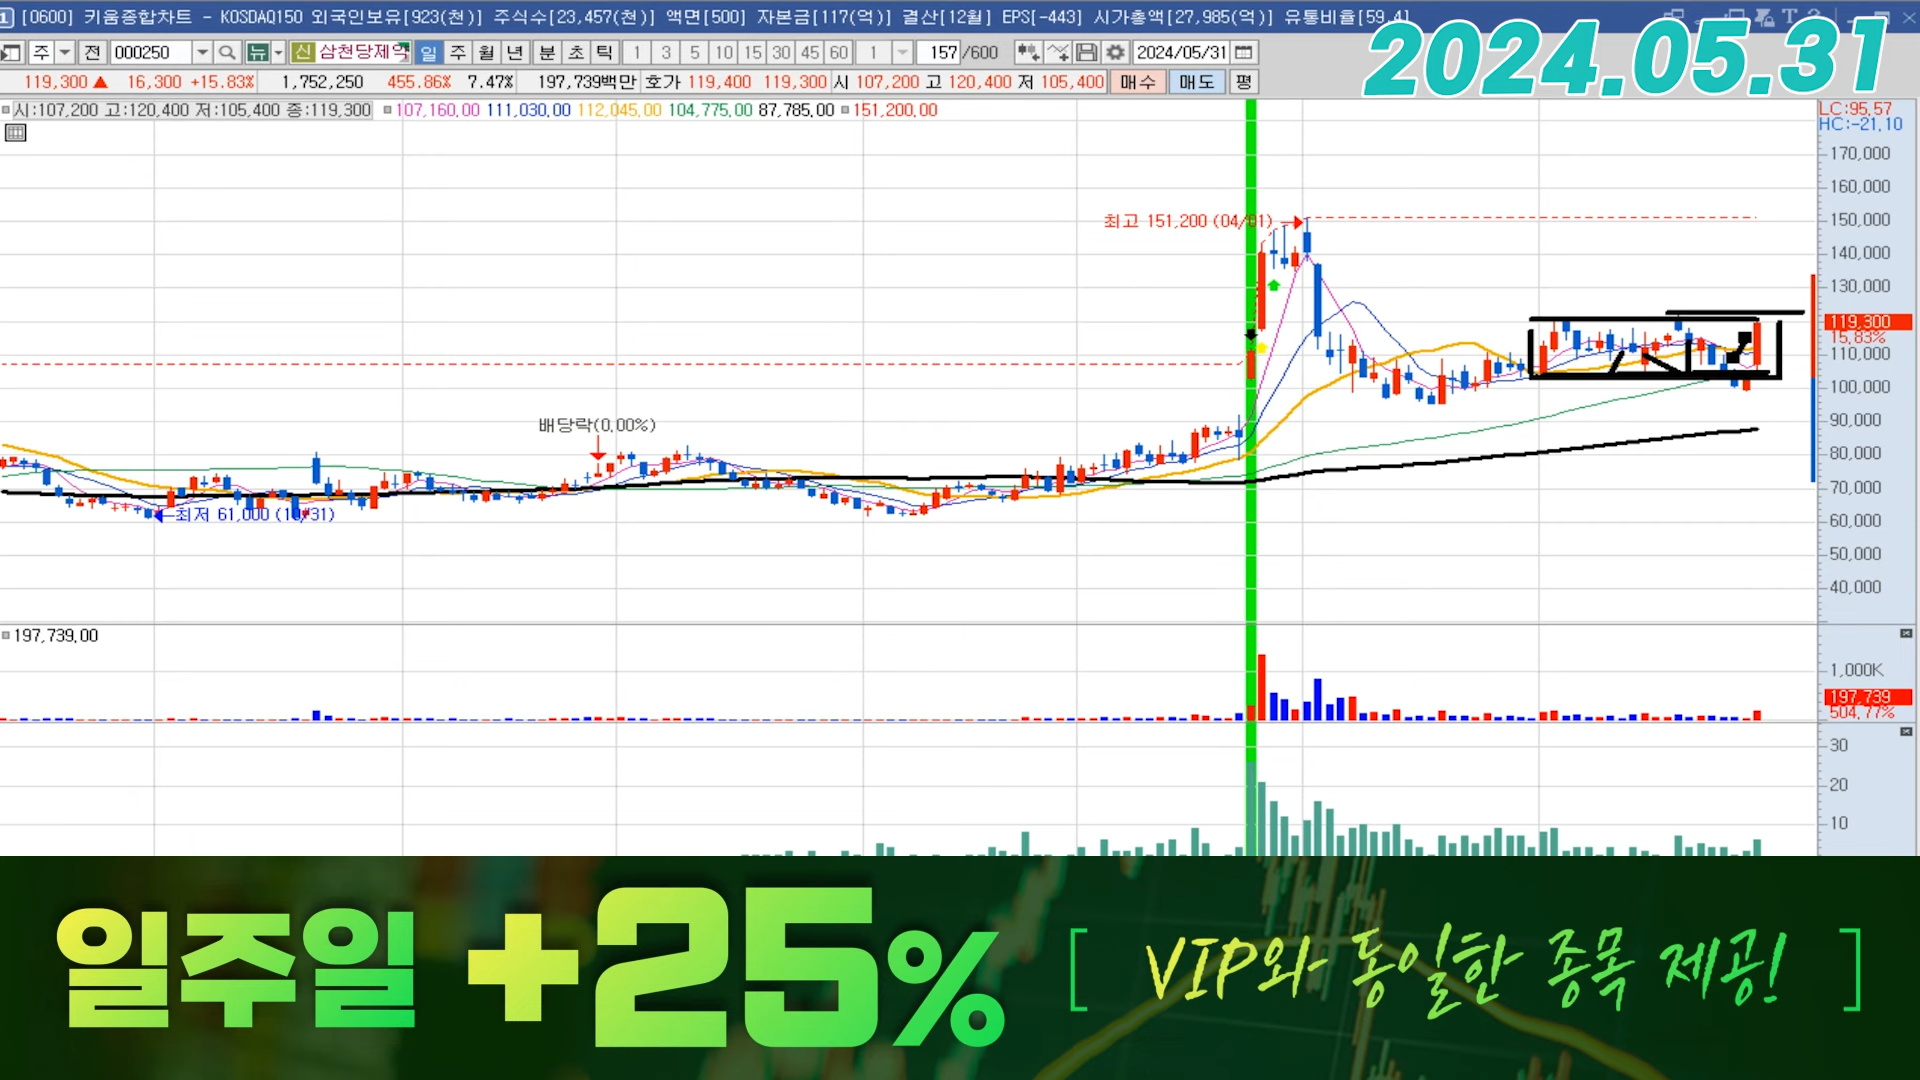 [0600] 키움종합차트 - KOSDAQ150 외국인보유[923(천)] 주식수[23,457(천)] 액면[500] 자본금[117(억)] 결산[12월] EPS[-443] 시가총액[27,985(억)] 유통비율[59.4]
2024.05.31
주 전 000250 뉴 신 삼천당제약 일 주 월 년 분 초 틱 1 3 5 10 15 30 45 60 1 157/600 2024/05/31
119,300 ▲ 16,300 +15.83% 1,752,250 455.86% 7.47% 197,739백만 호가 119,400 119,300 시 107,200 고 120,400 저 105,400 매수 매도 평
시:107,200 고:120,400 저:105,400 종:119,300 107,160.00 111,030.00 112,045.00 104,775.00 87,785.00 151,200.00
LC:95.57
HC:-21.10
170,000
160,000
최고 151,200 (04/01)
150,000
140,000
130,000
119,300
15.83%
110,000
100,000
90,000
배당락(0.00%)
80,000
70,000
최저 61,000 (10/31)
60,000
50,000
40,000
197,739.00
1,000K
197,739
504.77%
30
20
10
일주일 +25% [ VIP와 동일한 종목 제공! ]